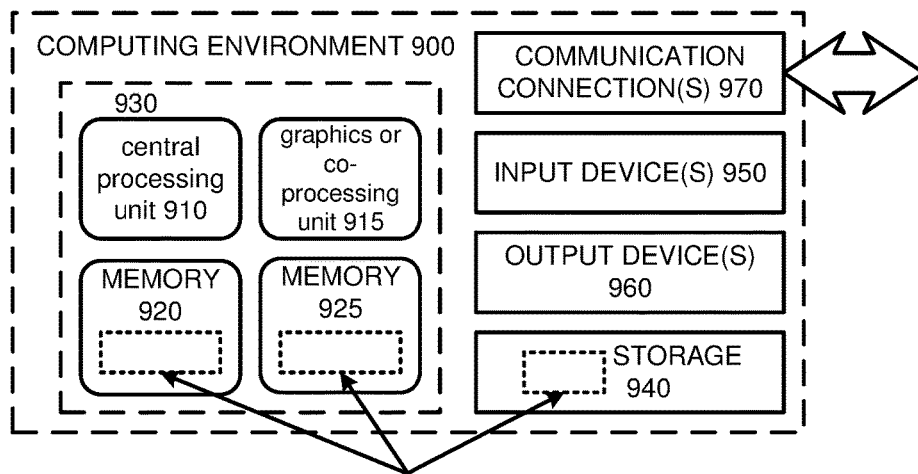 COMPUTING ENVIRONMENT 900
930
central
processing
unit 910
graphics or
co-
processing
unit 915
MEMORY
920
MEMORY
925
COMMUNICATION
CONNECTION(S) 970
INPUT DEVICE(S) 950
OUTPUT DEVICE(S)
960
STORAGE
940